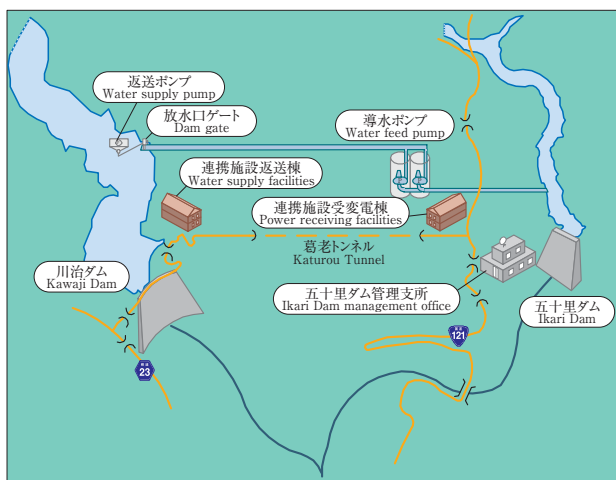 返送ポンプ
Water supply pump
放水口ゲート
Dam gate
導水ポンプ
Water feed pump
連携施設返送棟
Water supply facilities
連携施設受変電棟
Power receiving facilities
葛老トンネル
Katurou Tunnel
川治ダム
Kawaji Dam
五十里ダム管理支所
Ikari Dam management office
五十里ダム
Ikari Dam
121
23